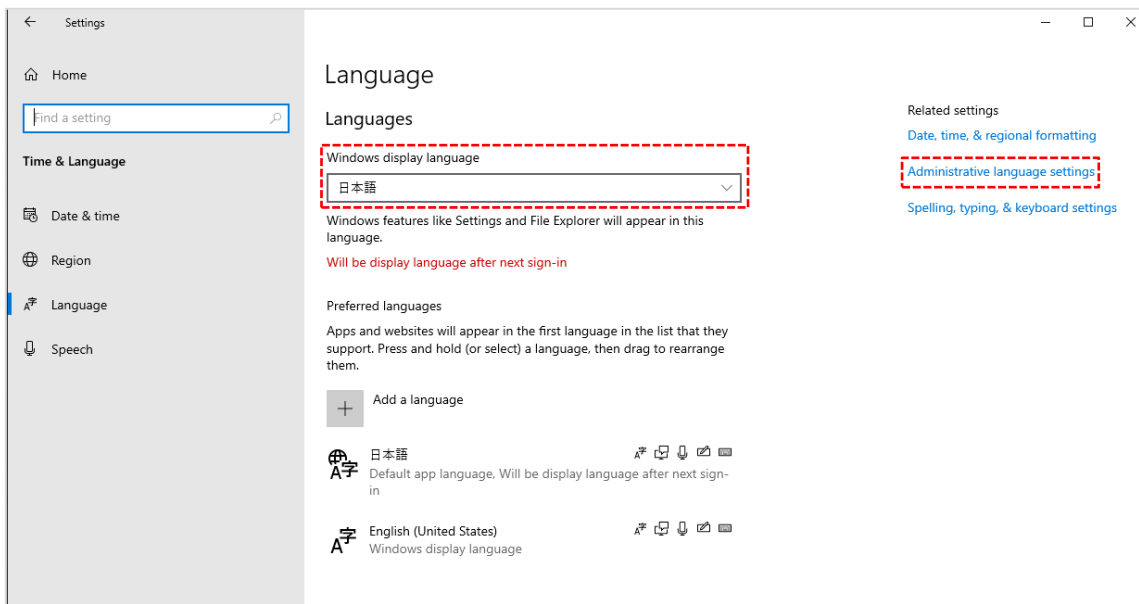 Settings
Home
Find a setting
Time & Language
Date & time
Region
Language
Speech
Language
Languages
Windows display language
日本語
Windows features like Settings and File Explorer will appear in this
language.
Will be display language after next sign-in
Preferred languages
Apps and websites will appear in the first language in the list that they
support. Press and hold (or select) a language, then drag to rearrange
them.
Add a language
日本語
Default app language, Will be display language after next sign-
in
English (United States)
Windows display language
Related settings
Date, time, & regional formatting
Administrative language settings
Spelling, typing, & keyboard settings